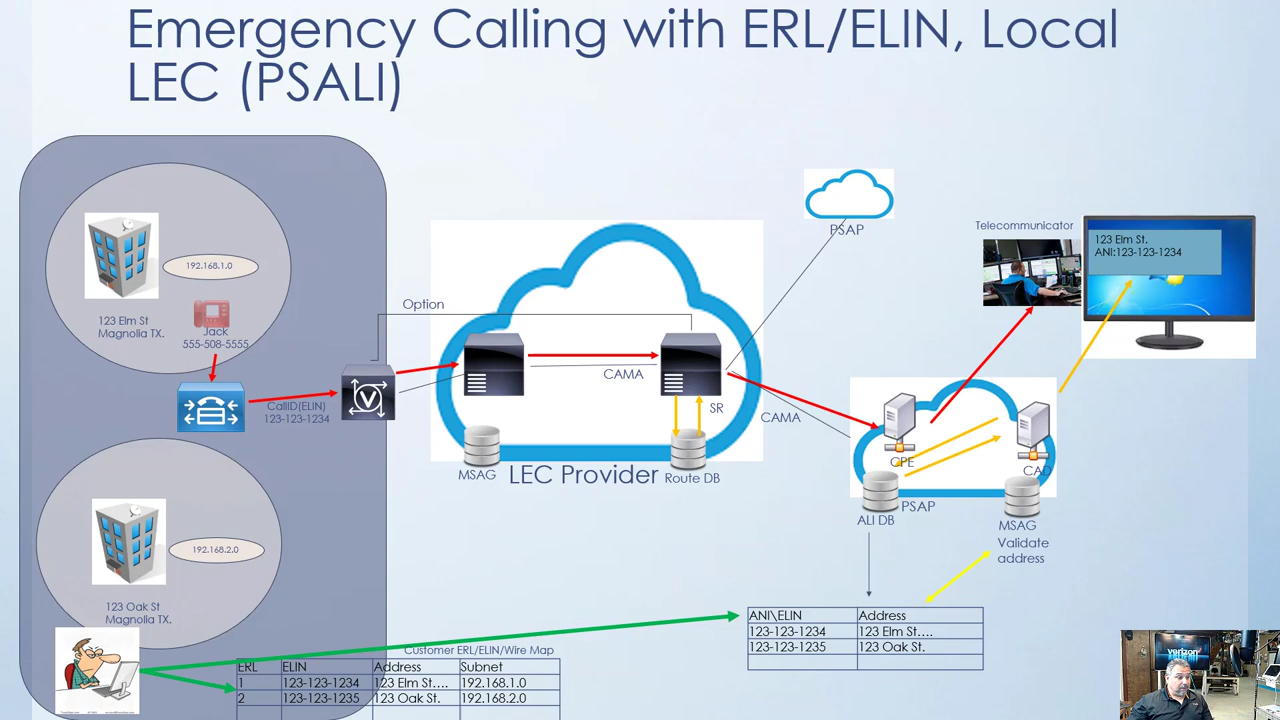 Emergency Calling with ERL/ELIN, Local
LEC (PSALI)
192.168.1.0
123 Elm St
Magnolia TX.
Jack
555-508-5555
CallID(ELIN)
123-123-1234
192.168.2.0
123 Oak St
Magnolia TX.
Option
CAMA
SR
MSAG
LEC Provider
Route DB
PSAP
CAMA
Telecommunicator
123 Elm St.
ANI:123-123-1234
CPE
CAD
PSAP
ALI DB
MSAG
Validate
address
ANI\ELIN Address
123-123-1234 123 Elm St....
123-123-1235 123 Oak St.
Customer ERL/ELIN/Wire Map
ERL ELIN Address Subnet
1 123-123-1234 123 Elm St.... 192.168.1.0
2 123-123-1235 123 Oak St. 192.168.2.0
verizon